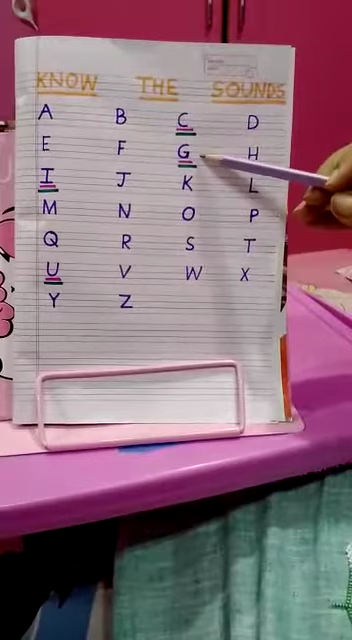 KNOW THE SOUNDS
A B C D
E F G H
I J K L
M N O P
Q R S T
U V W X
Y Z